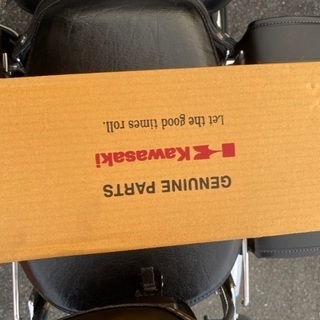 GENUINE PARTS
Kawasaki
Let the good times roll.